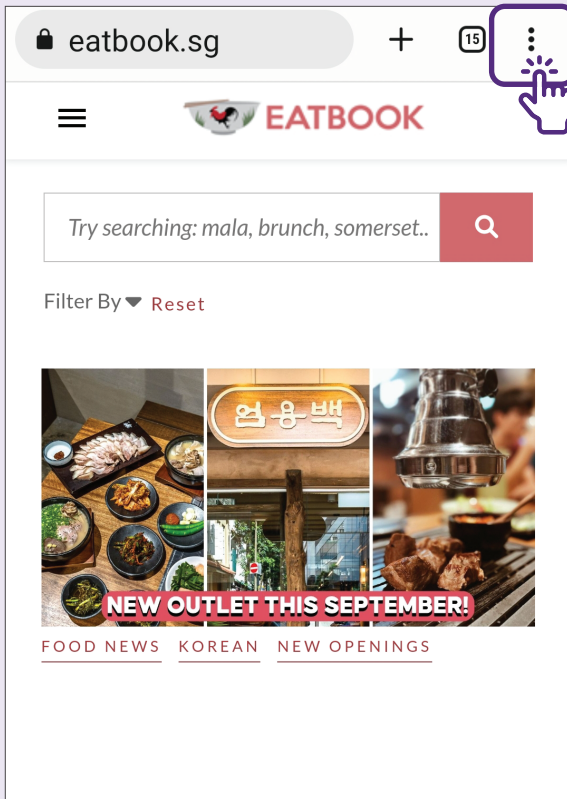 eatbook.sg
15
EATBOOK
Try searching: mala, brunch, somerset..
Filter By Reset
엄용백
NEW OUTLET THIS SEPTEMBER!
FOOD NEWS KOREAN NEW OPENINGS